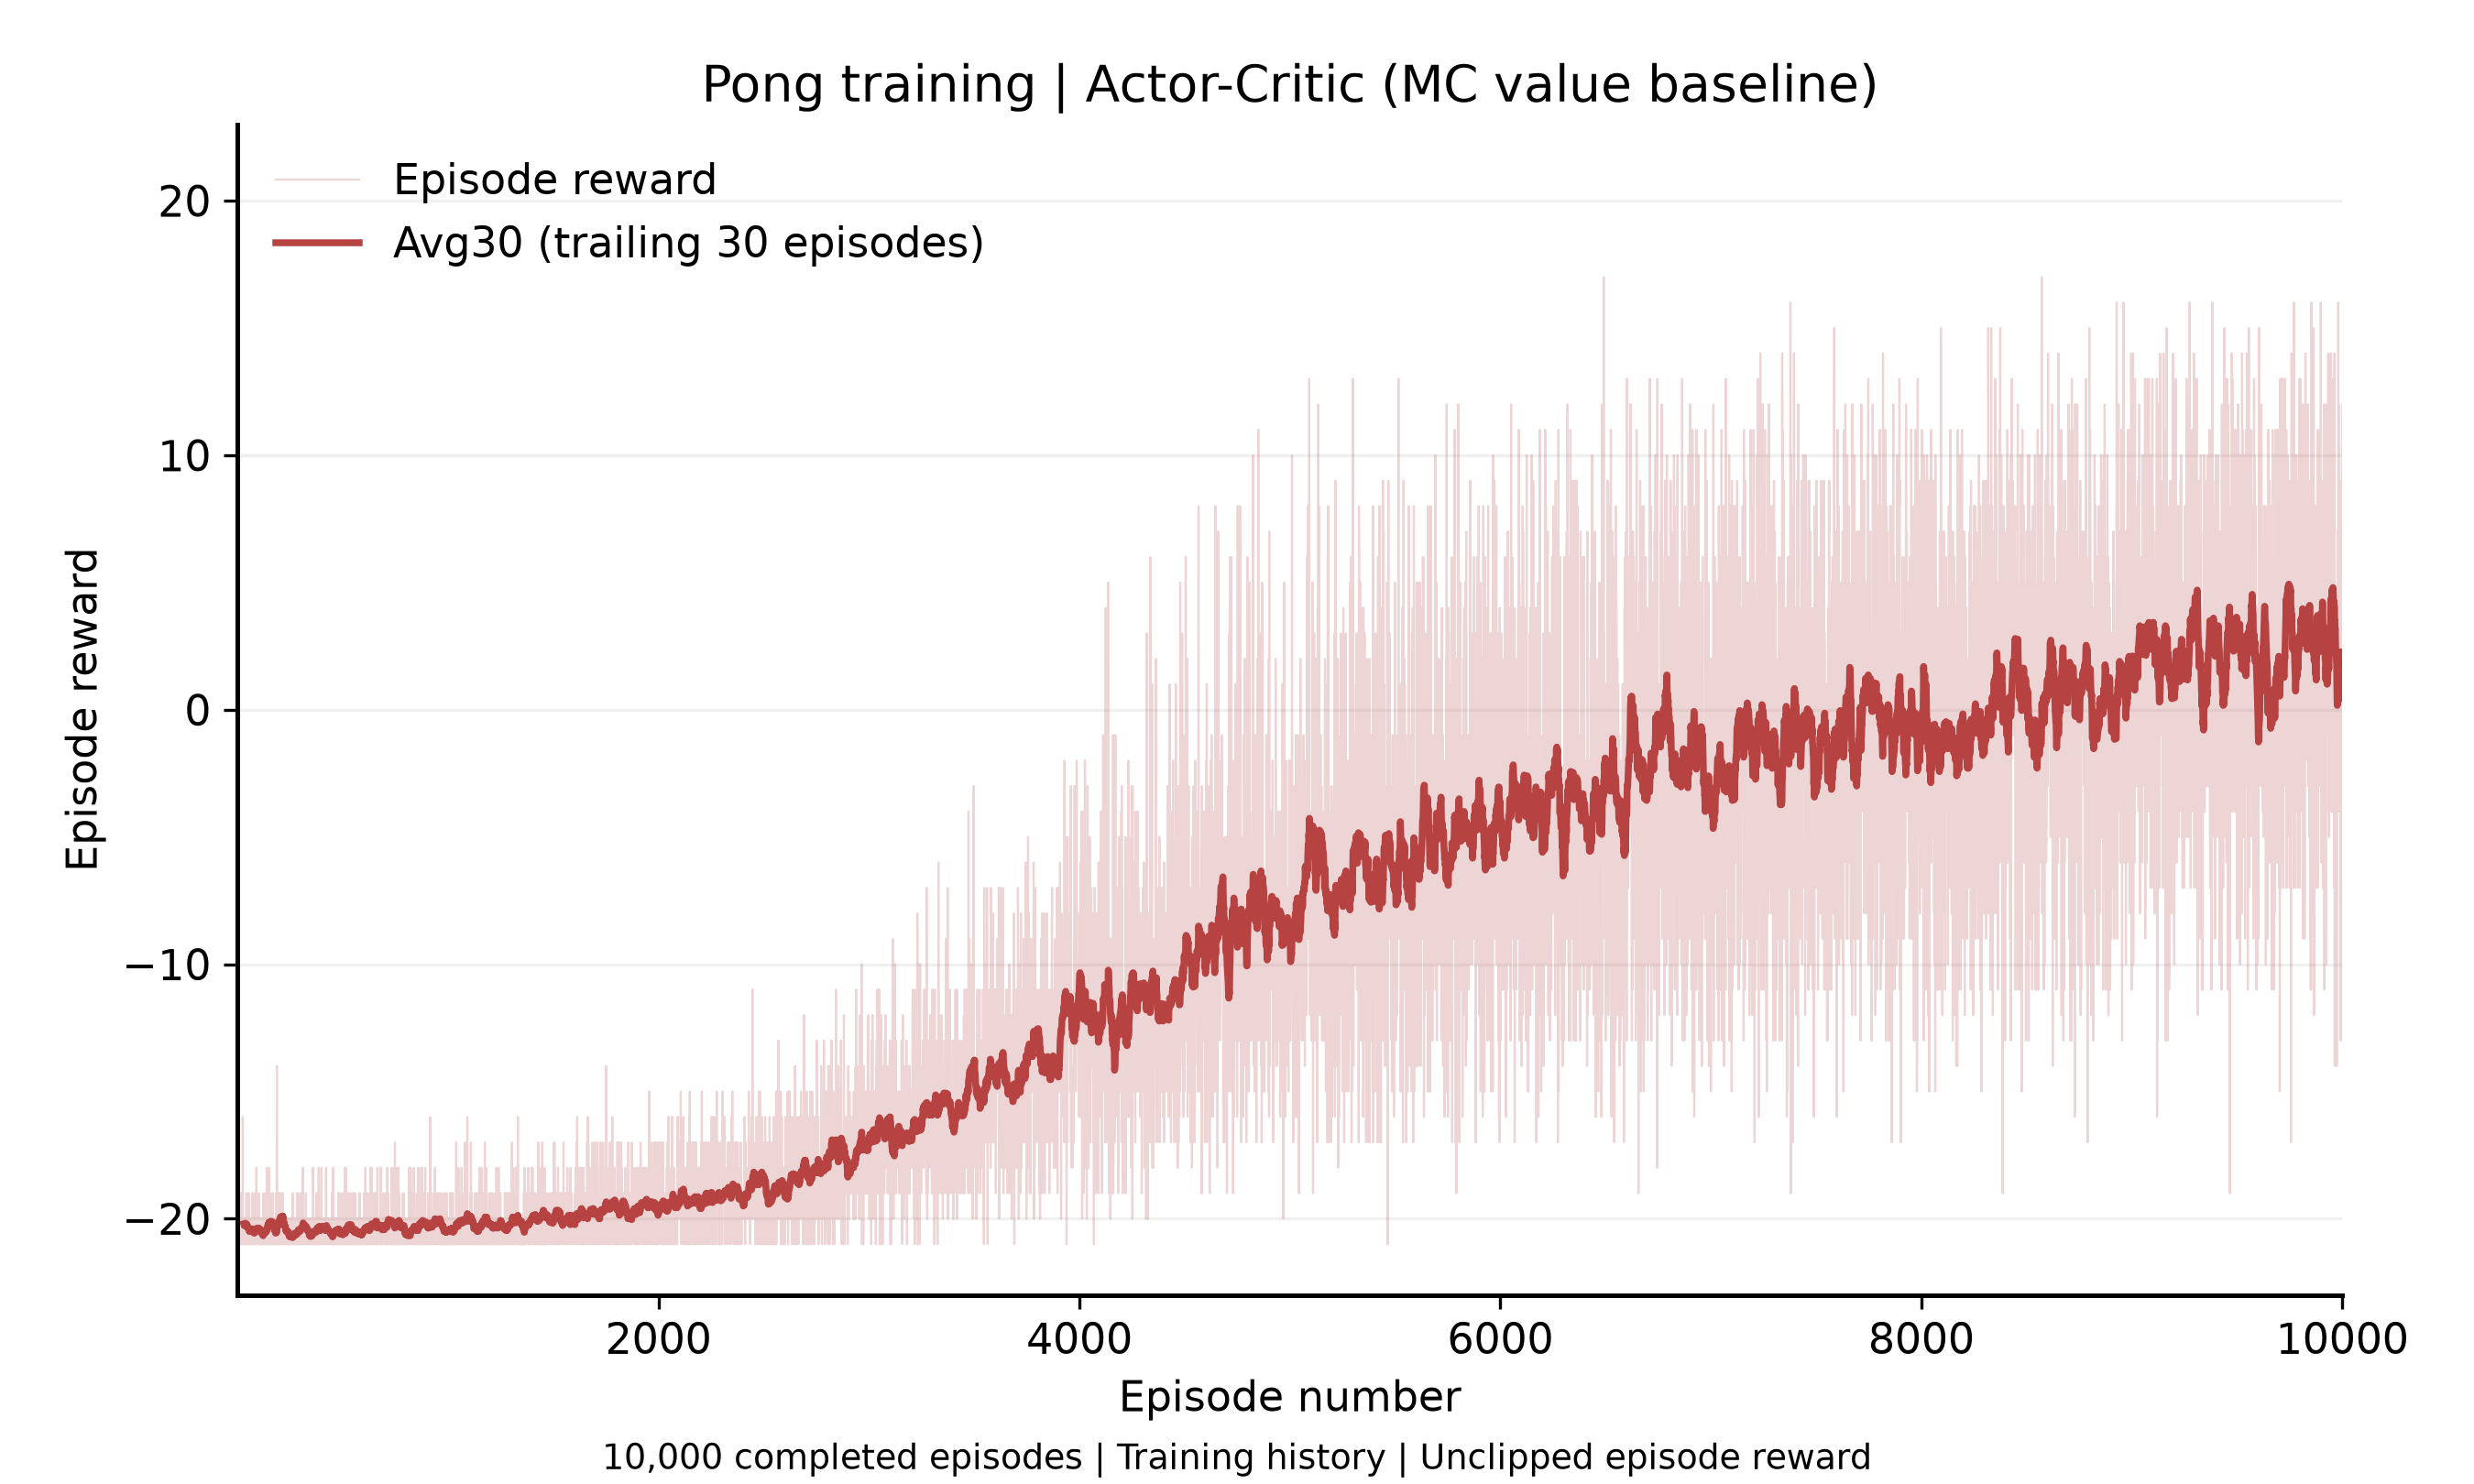 Pong training | Actor-Critic (MC value baseline)
Episode reward
Avg30 (trailing 30 episodes)
20
10
0
−10
−20
Episode reward
2000
4000
6000
8000
10000
Episode number
10,000 completed episodes | Training history | Unclipped episode reward